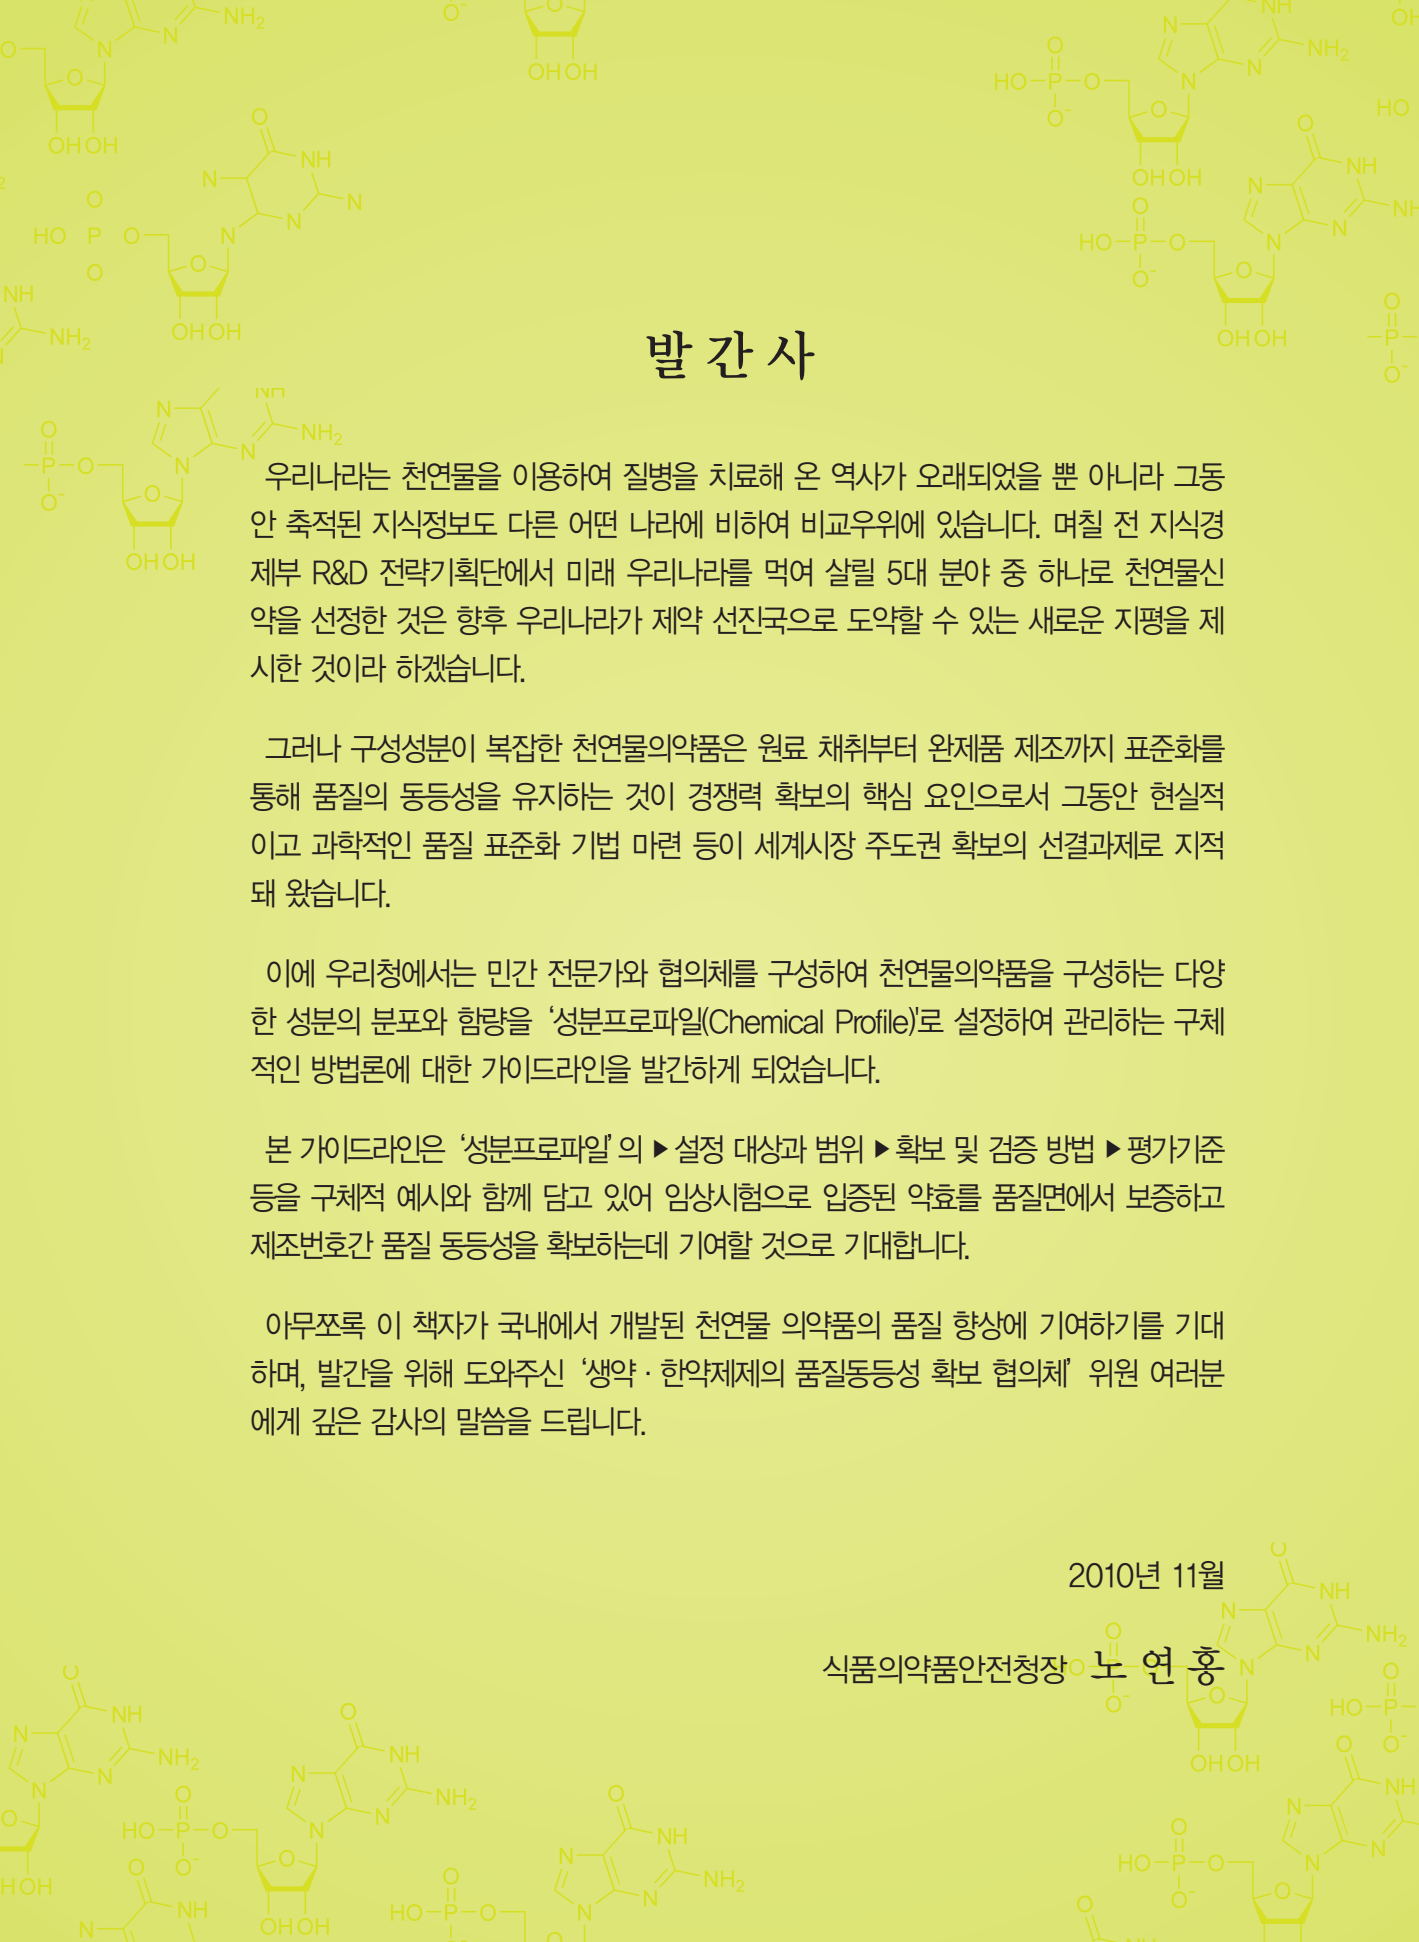 발 간 사
우리나라는 천연물을 이용하여 질병을 치료해 온 역사가 오래되었을 뿐 아니라 그동
안 축적된 지식정보도 다른 어떤 나라에 비하여 비교우위에 있습니다. 며칠 전 지식경
제부 R&D 전략기획단에서 미래 우리나라를 먹여 살릴 5대 분야 중 하나로 천연물신
약을 선정한 것은 향후 우리나라가 제약 선진국으로 도약할 수 있는 새로운 지평을 제
시한 것이라 하겠습니다.
그러나 구성성분이 복잡한 천연물의약품은 원료 채취부터 완제품 제조까지 표준화를
통해 품질의 동등성을 유지하는 것이 경쟁력 확보의 핵심 요인으로서 그동안 현실적
이고 과학적인 품질 표준화 기법 마련 등이 세계시장 주도권 확보의 선결과제로 지적
돼 왔습니다.
이에 우리청에서는 민간 전문가와 협의체를 구성하여 천연물의약품을 구성하는 다양
한 성분의 분포와 함량을 ‘성분프로파일(Chemical Profile)'로 설정하여 관리하는 구체
적인 방법론에 대한 가이드라인을 발간하게 되었습니다.
본 가이드라인은 ‘성분프로파일’의 ▶설정 대상과 범위 ▶확보 및 검증 방법 ▶평가기준
등을 구체적 예시와 함께 담고 있어 임상시험으로 입증된 약효를 품질면에서 보증하고
제조번호간 품질 동등성을 확보하는데 기여할 것으로 기대합니다.
아무쪼록 이 책자가 국내에서 개발된 천연물 의약품의 품질 향상에 기여하기를 기대
하며, 발간을 위해 도와주신 ‘생약·한약제제의 품질동등성 확보 협의체’ 위원 여러분
에게 깊은 감사의 말씀을 드립니다.
2010년 11월
식품의약품안전청장 노 연 홍